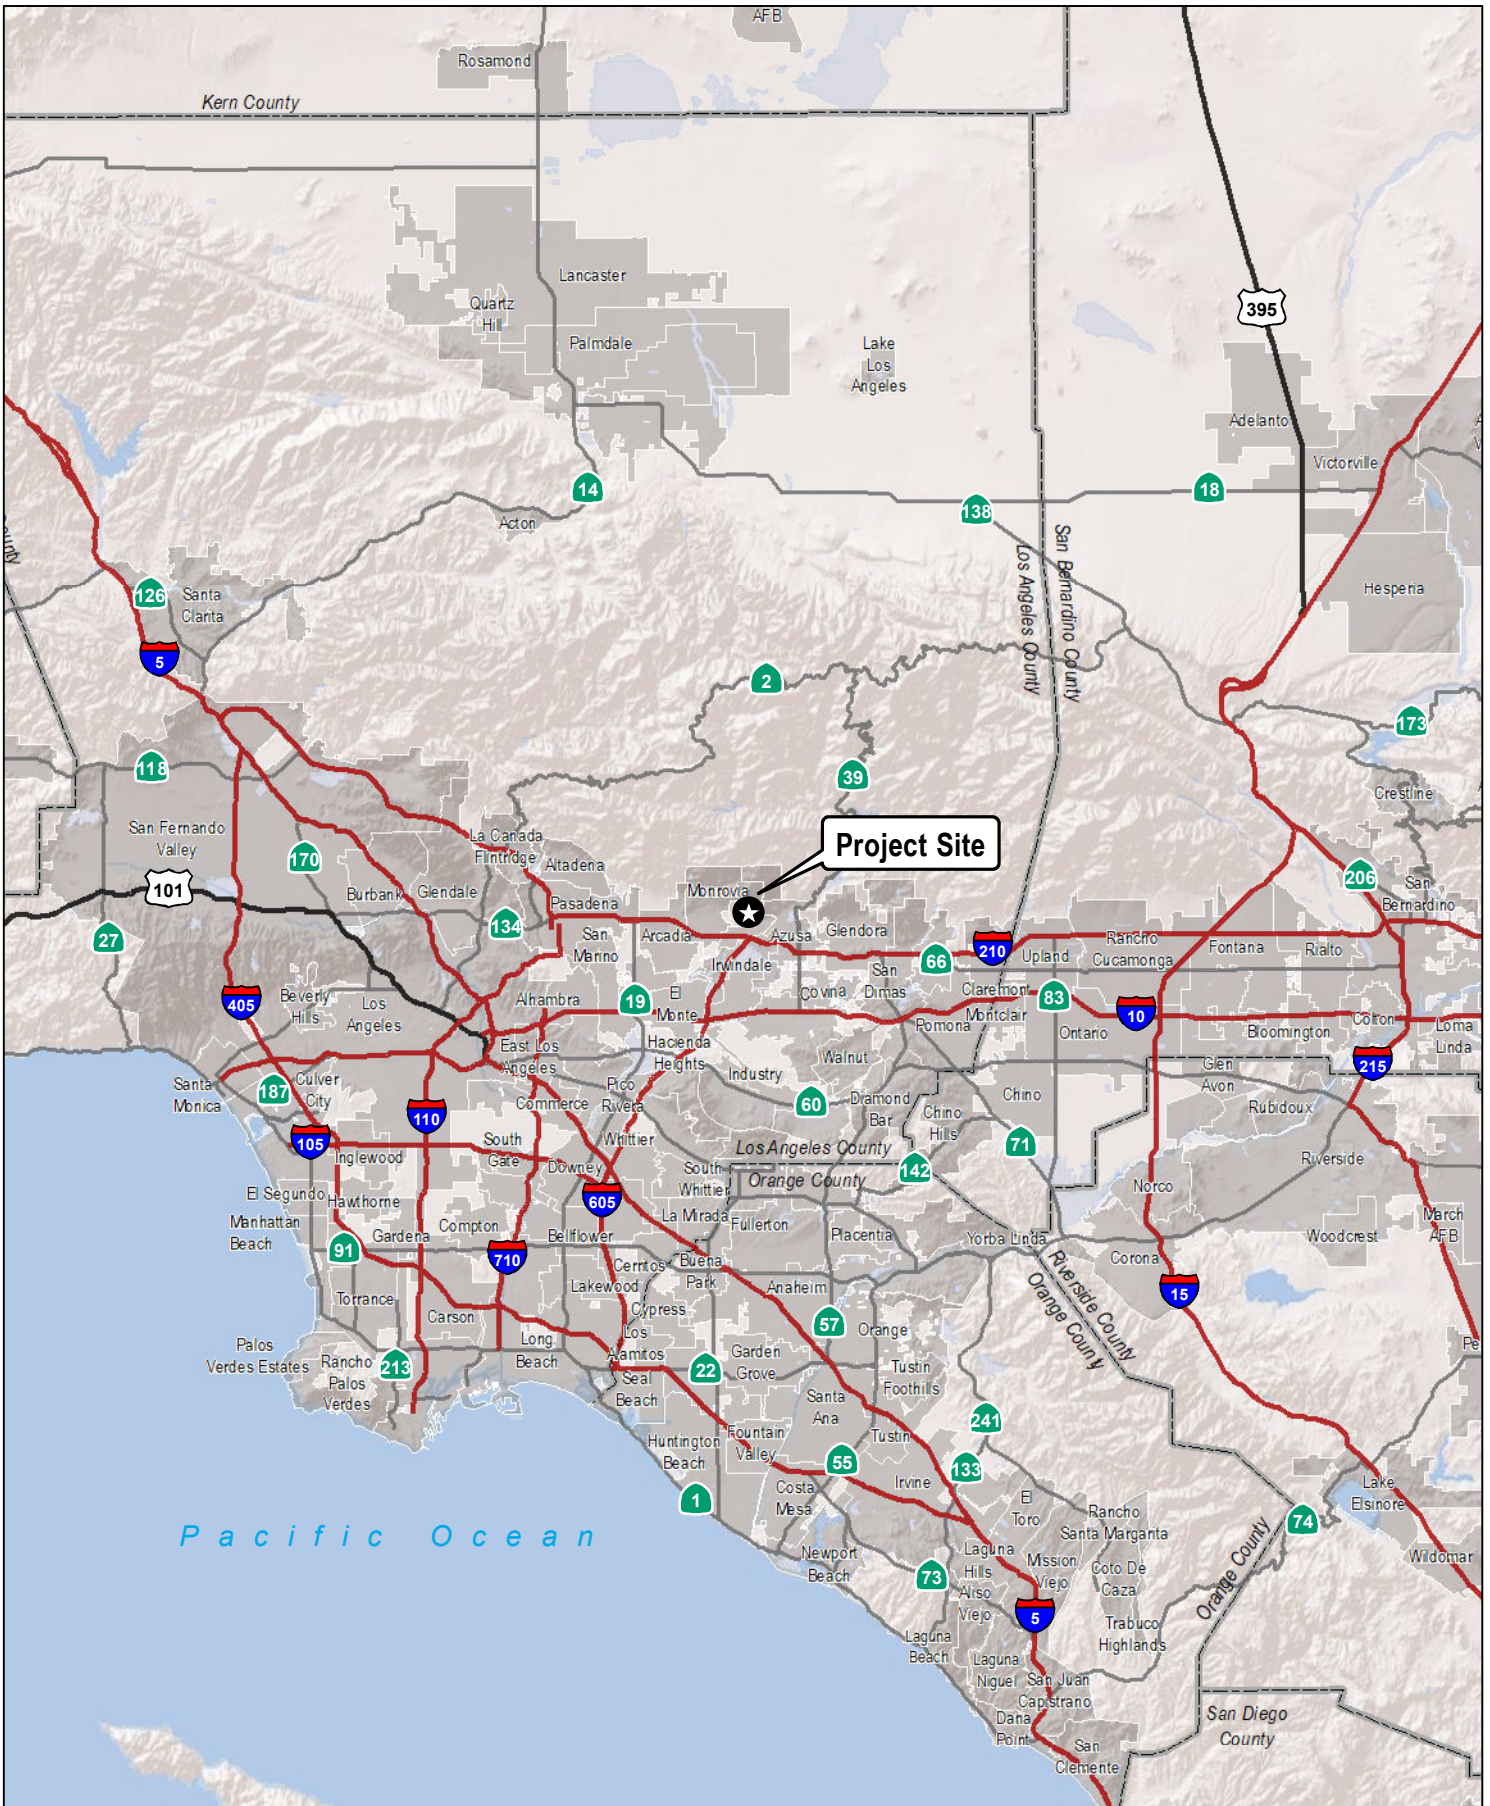 AFB
Rosamond
Kern County
Lancaster
Quartz
Hill
Palmdale
Lake
Los
Angeles
395
Adelanto
Victorville
14
138
18
Acton
San Bernardino County
Los Angeles County
126
Santa
Clarita
Hesperia
5
2
173
118
39
Crestline
San Fernando
Valley
La Canada
Flintridge
Altadena
Project Site
170
101
Burbank
Glendale
Pasadena
Monrovia
206
San
Bernardino
27
134
San
Marino
Arcadia
Azusa
Glendora
Irwindale
66
210
Upland
Rancho
Cucamonga
Fontana
Rialto
405
Beverly
Hills
Los
Angeles
Alhambra
19
El
Monte
Covina
San
Dimas
Claremont
Montclair
83
10
Pomona
Ontario
Bloomington
Colton
Loma
Linda
East Los
Angeles
Hacienda
Heights
Industry
Walnut
Glen
Avon
215
Santa
Monica
187
Culver
City
110
Commerce
Pico
Rivera
60
Diamond
Bar
Chino
Hills
Chino
Rubidoux
105
Inglewood
South
Gate
Downey
Whittier
Los Angeles County
Orange County
142
71
Riverside
El Segundo
Hawthorne
605
South
Whittier
Norco
Manhattan
Beach
Compton
La Mirada
Fullerton
Placentia
Woodcrest
March
AFB
91
Gardena
710
Bellflower
Cerritos
Buena
Park
Yorba Linda
Corona
Riverside County
Orange County
Lakewood
Anaheim
15
Torrance
Carson
Cypress
57
Orange
Palos
Verdes Estates
Rancho
Palos
Verdes
213
Long
Beach
Los
Alamitos
22
Garden
Grove
Tustin
Foothills
Pe
Seal
Beach
Santa
Ana
241
Huntington
Beach
Fountain
Valley
Tustin
55
133
Irvine
1
Costa
Mesa
El
Toro
Rancho
Santa Margarita
Lake
Elsinore
74
Pacific Ocean
Newport
Beach
73
Laguna
Hills
Mission
Viejo
Coto De
Caza
Wildomar
Orange County
Aliso
Viejo
5
Trabuco
Highlands
Laguna
Beach
Laguna
Niguel
San Juan
Capistrano
Dana
Point
San Diego
County
San
Clemente